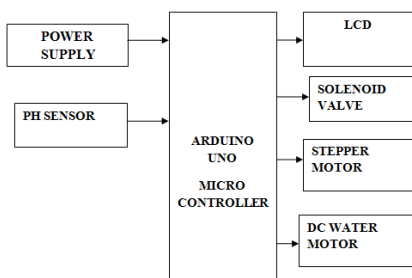 POWER
SUPPLY
PH SENSOR
ARDUINO
UNO
MICRO
CONTROLLER
LCD
SOLENOID
VALVE
STEPPER
MOTOR
DC WATER
MOTOR